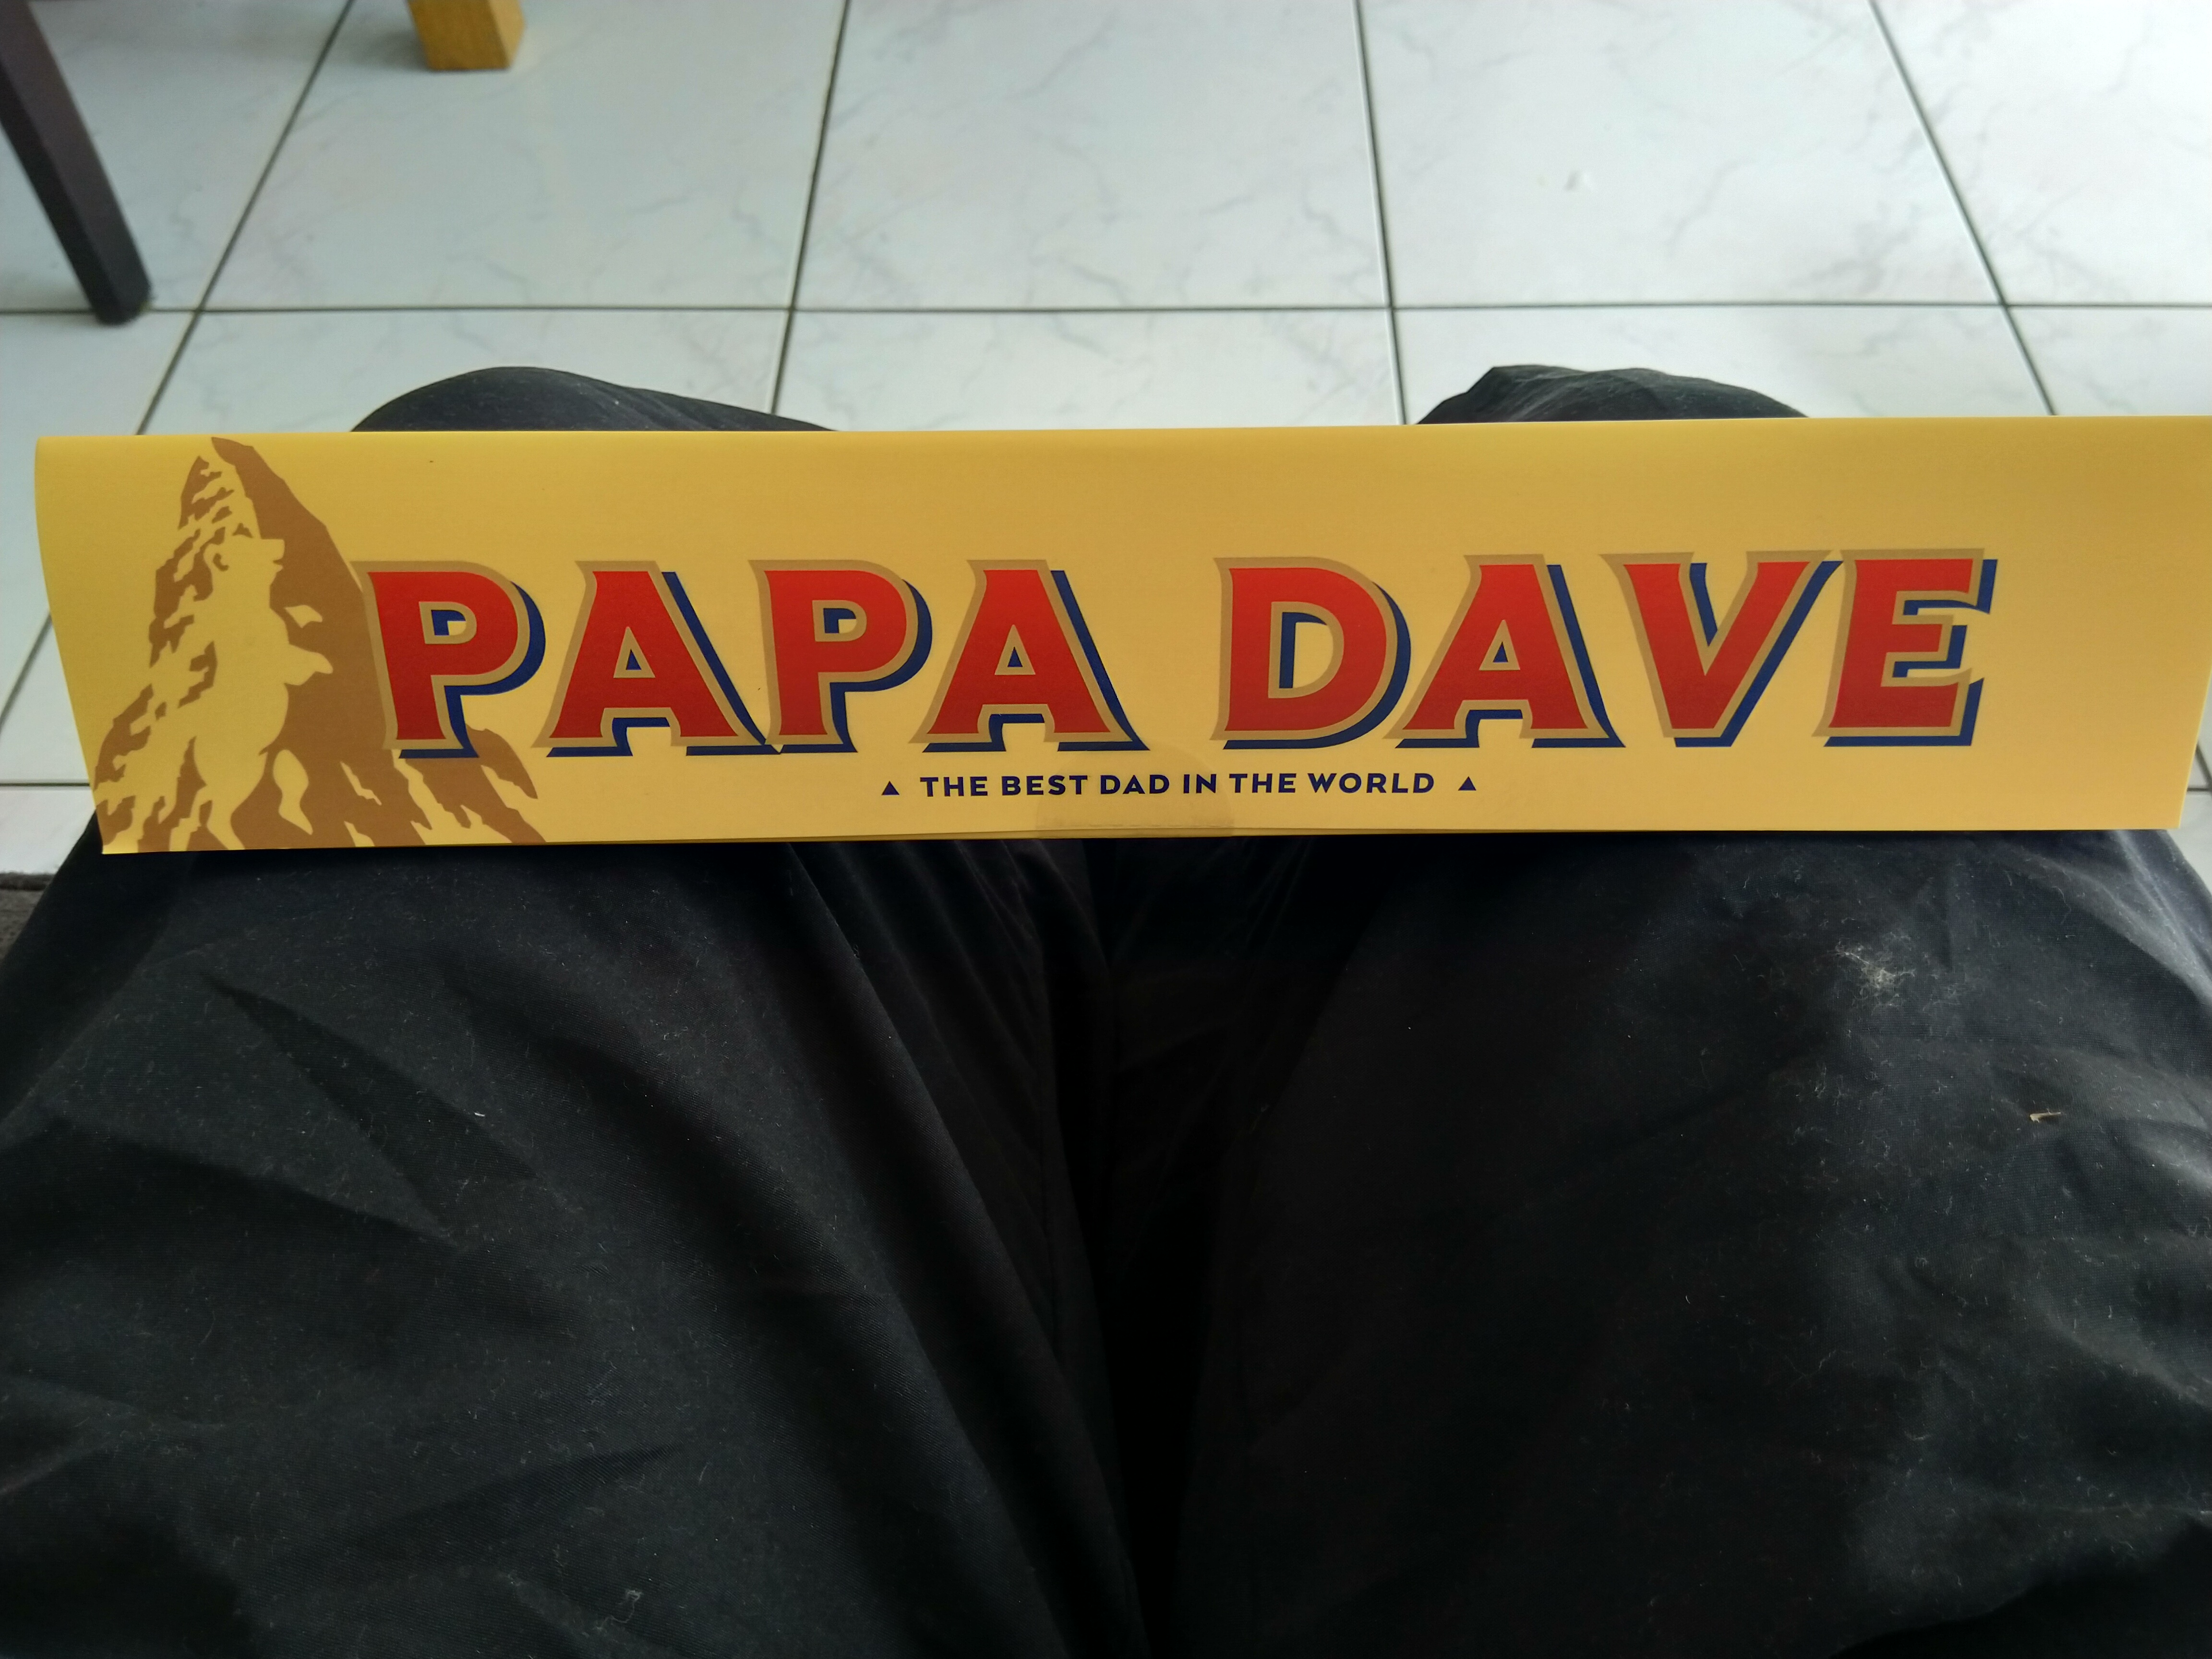 PAPA DAVE
▲ THE BEST DAD IN THE WORLD ▲